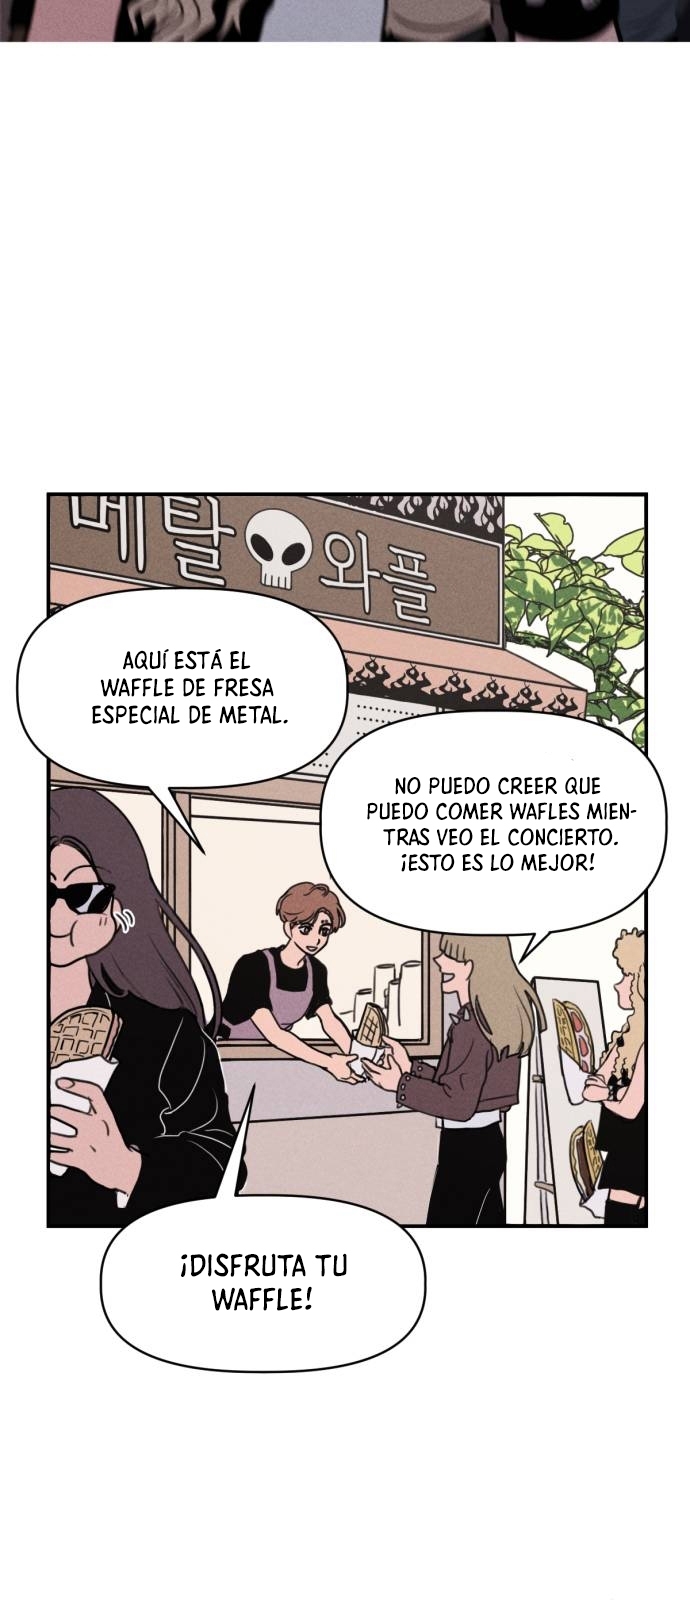 메탈 와플
AQUÍ ESTÁ EL
WAFFLE DE FRESA
ESPECIAL DE METAL.
NO PUEDO CREER QUE
PUEDO COMER WAFLES MIEN-
TRAS VEO EL CONCIERTO.
¡ESTO ES LO MEJOR!
¡DISFRUTA TU
WAFFLE!